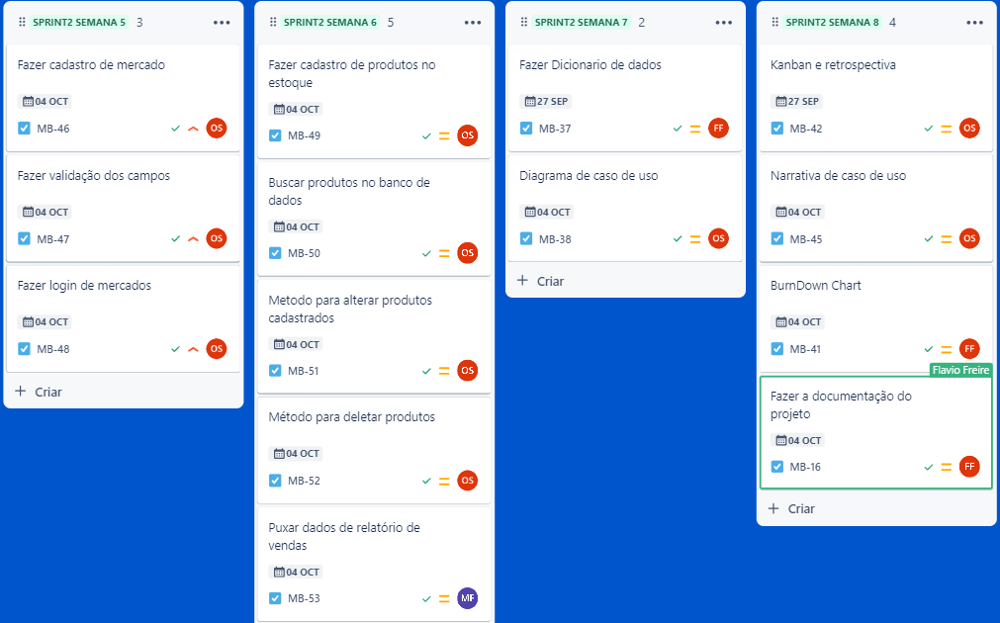 SPRINT2 SEMANA 5 3
Fazer cadastro de mercado
04 OCT
MB-46 OS
Fazer validação dos campos
04 OCT
MB-47 OS
Fazer login de mercados
04 OCT
MB-48 OS
+ Criar
SPRINT2 SEMANA 6 5
Fazer cadastro de produtos no
estoque
04 OCT
MB-49 OS
Buscar produtos no banco de
dados
04 OCT
MB-50 OS
Metodo para alterar produtos
cadastrados
04 OCT
MB-51 OS
Método para deletar produtos
04 OCT
MB-52 OS
Puxar dados de relatório de
vendas
04 OCT
MB-53 MF
SPRINT2 SEMANA 7 2
Fazer Dicionario de dados
27 SEP
MB-37 FF
Diagrama de caso de uso
04 OCT
MB-38 OS
+ Criar
SPRINT2 SEMANA 8 4
Kanban e retrospectiva
27 SEP
MB-42 OS
Narrativa de caso de uso
04 OCT
MB-45 OS
BurnDown Chart
04 OCT
MB-41 FF
Flavio Freire
Fazer a documentação do
projeto
04 OCT
MB-16 FF
+ Criar